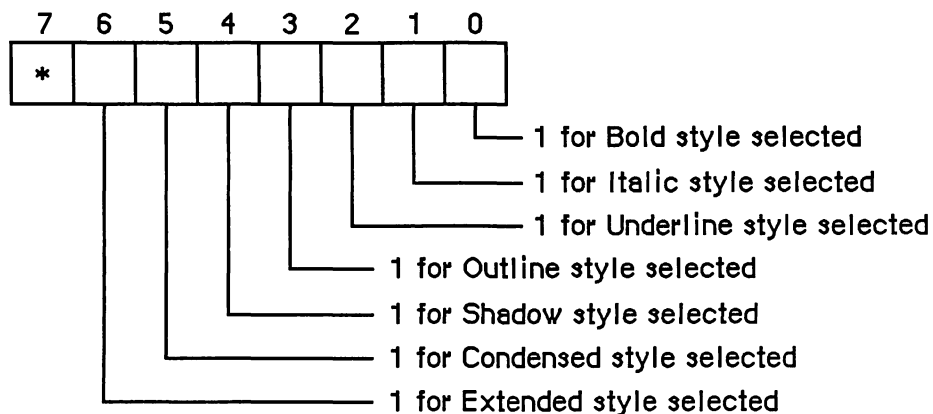 7 6 5 4 3 2 1 0
*
1 for Bold style selected
1 for Italic style selected
1 for Underline style selected
1 for Outline style selected
1 for Shadow style selected
1 for Condensed style selected
1 for Extended style selected